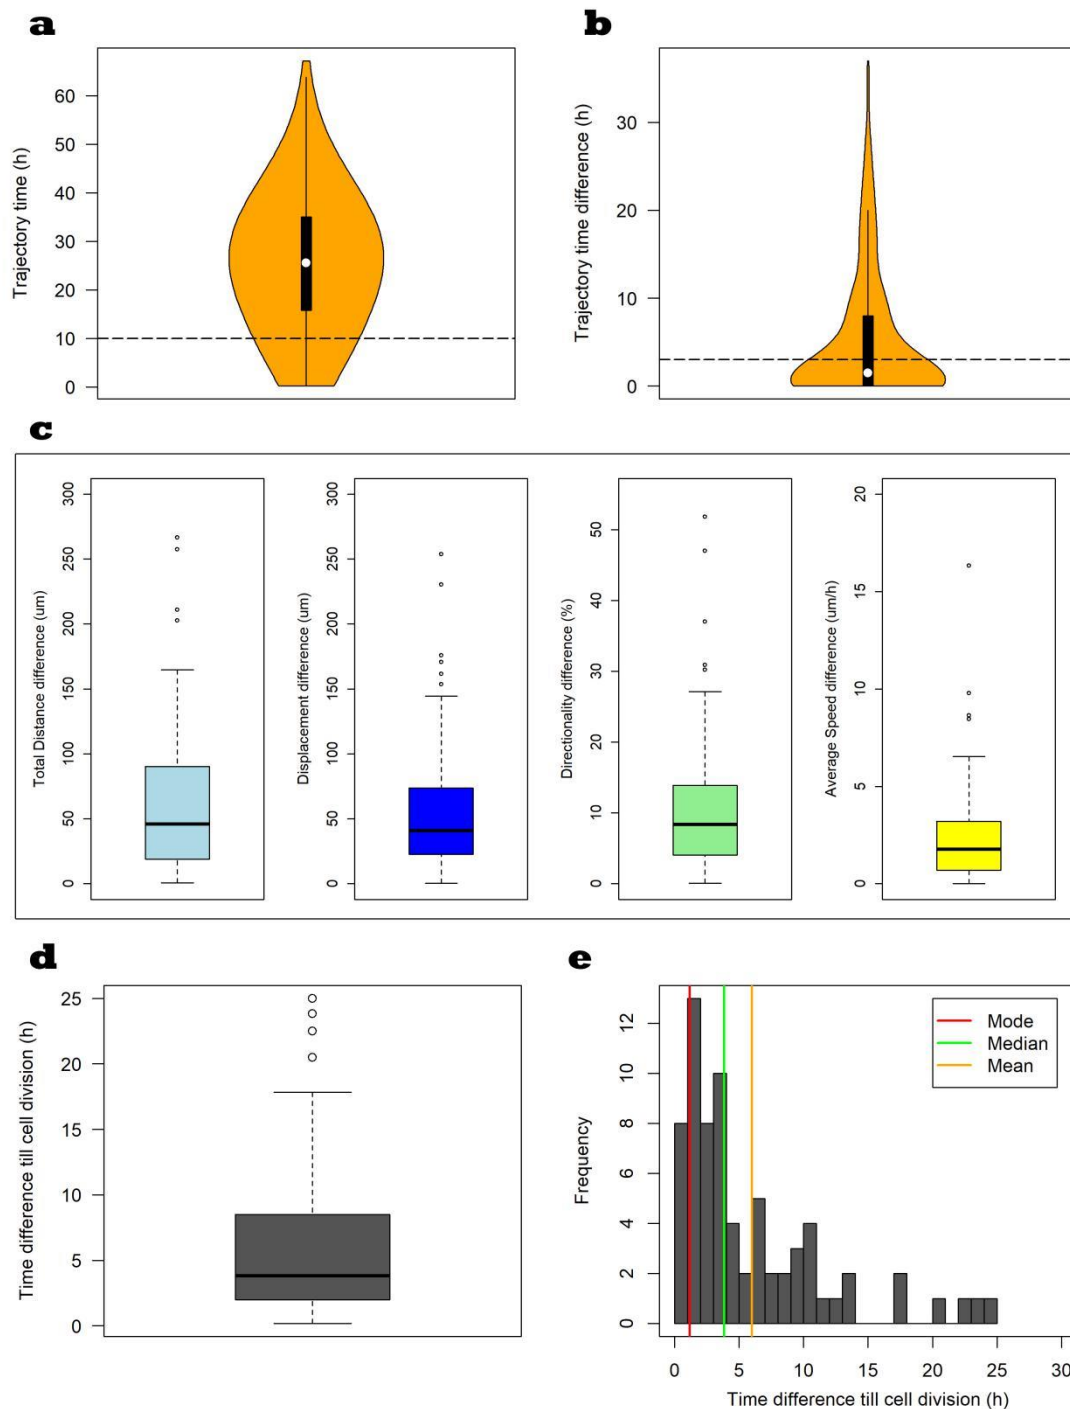 a
b
Trajectory time (h)
60
50
40
30
20
10
0
Trajectory time difference (h)
30
20
10
0
c
Total Distance difference (um)
300
250
200
150
100
50
0
Displacement difference (um)
300
250
200
150
100
50
0
Directionality difference (%)
50
40
30
20
10
0
Average Speed difference (um/h)
20
15
10
5
0
d
e
Time difference till cell division (h)
25
20
15
10
5
0
Frequency
12
10
8
6
4
2
0
Mode
Median
Mean
0 5 10 15 20 25 30
Time difference till cell division (h)